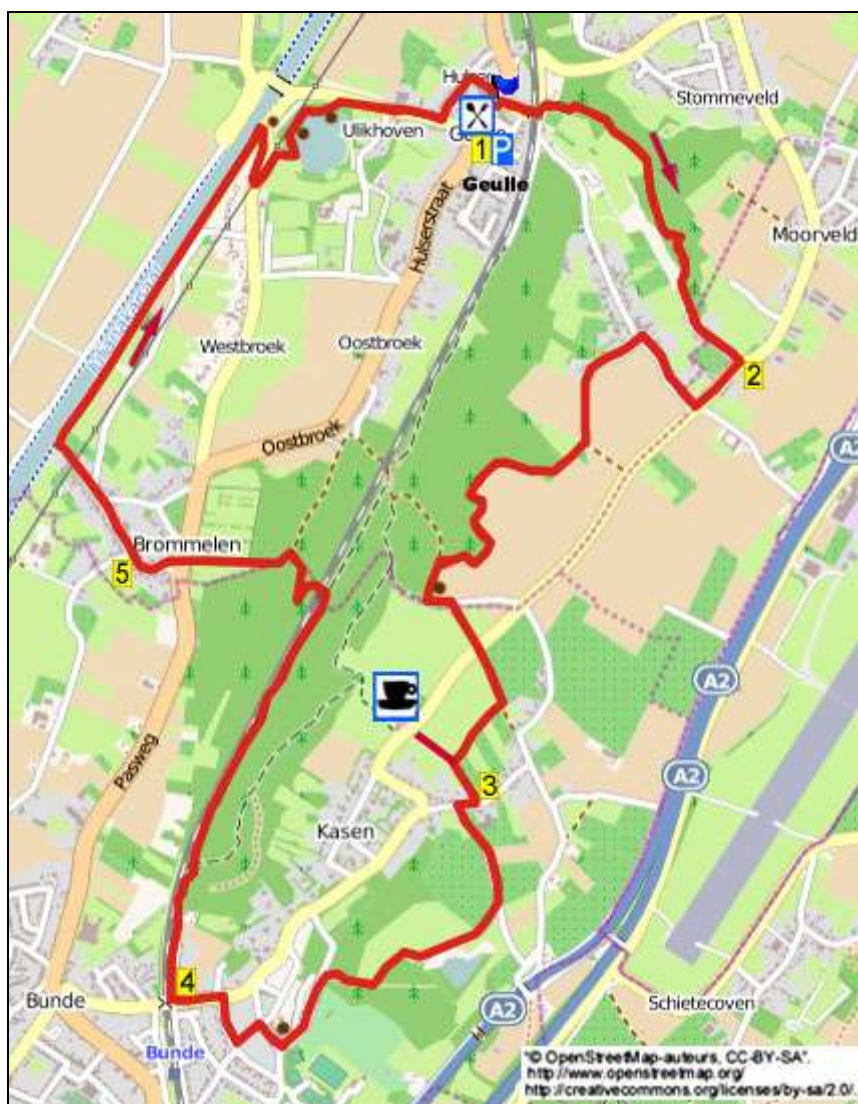 Hulsen
Stommeveld
Ulikhoven
1
P
Geulle
Hulserstraat
Moorveld
Westbroek
Oostbroek
2
Oostbroek
A2
Brommelen
5
A2
Pasweg
3
A2
Kasen
4
Bunde
Schietecoven
A2
Bunde
"© OpenStreetMap-auteurs, CC-BY-SA".
http://www.openstreetmap.org/
http://creativecommons.org/licenses/by-sa/2.0/.